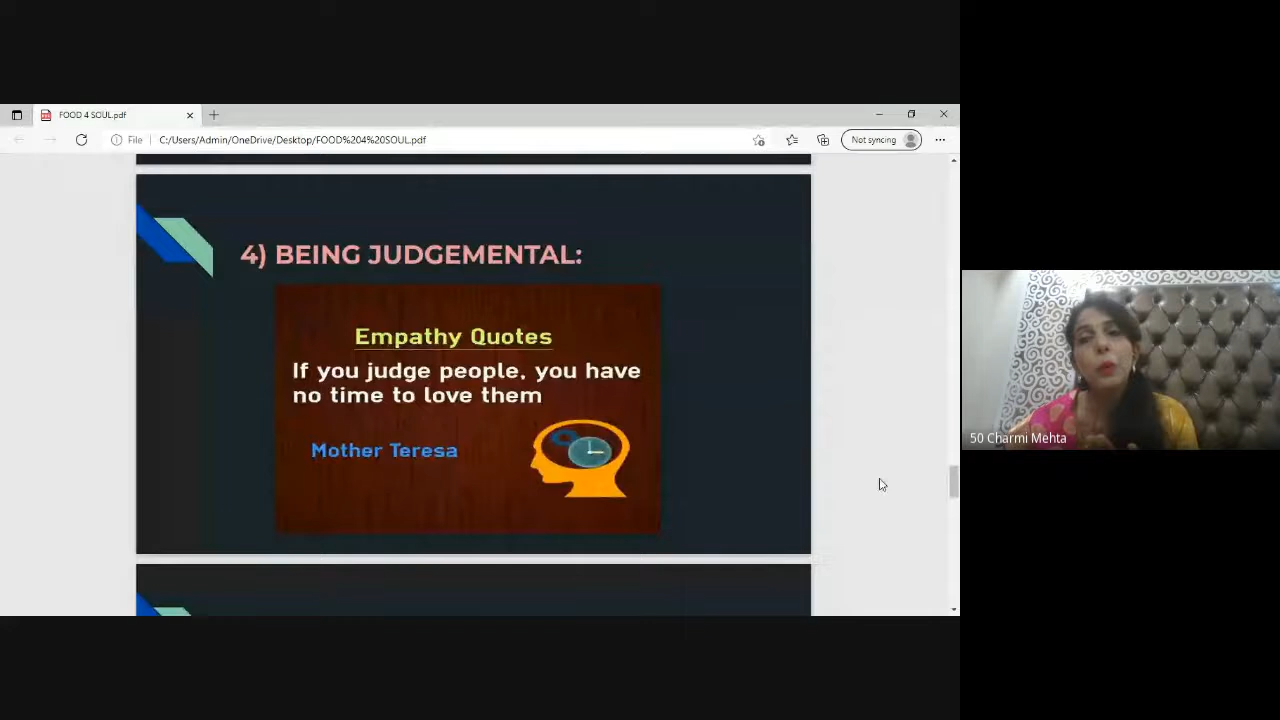 FOOD 4 SOUL.pdf
File
C:/Users/Admin/OneDrive/Desktop/FOOD%204%20SOUL.pdf
Not syncing
4) BEING JUDGEMENTAL:
Empathy Quotes
If you judge people, you have
no time to love them
Mother Teresa
50 Charmi Mehta